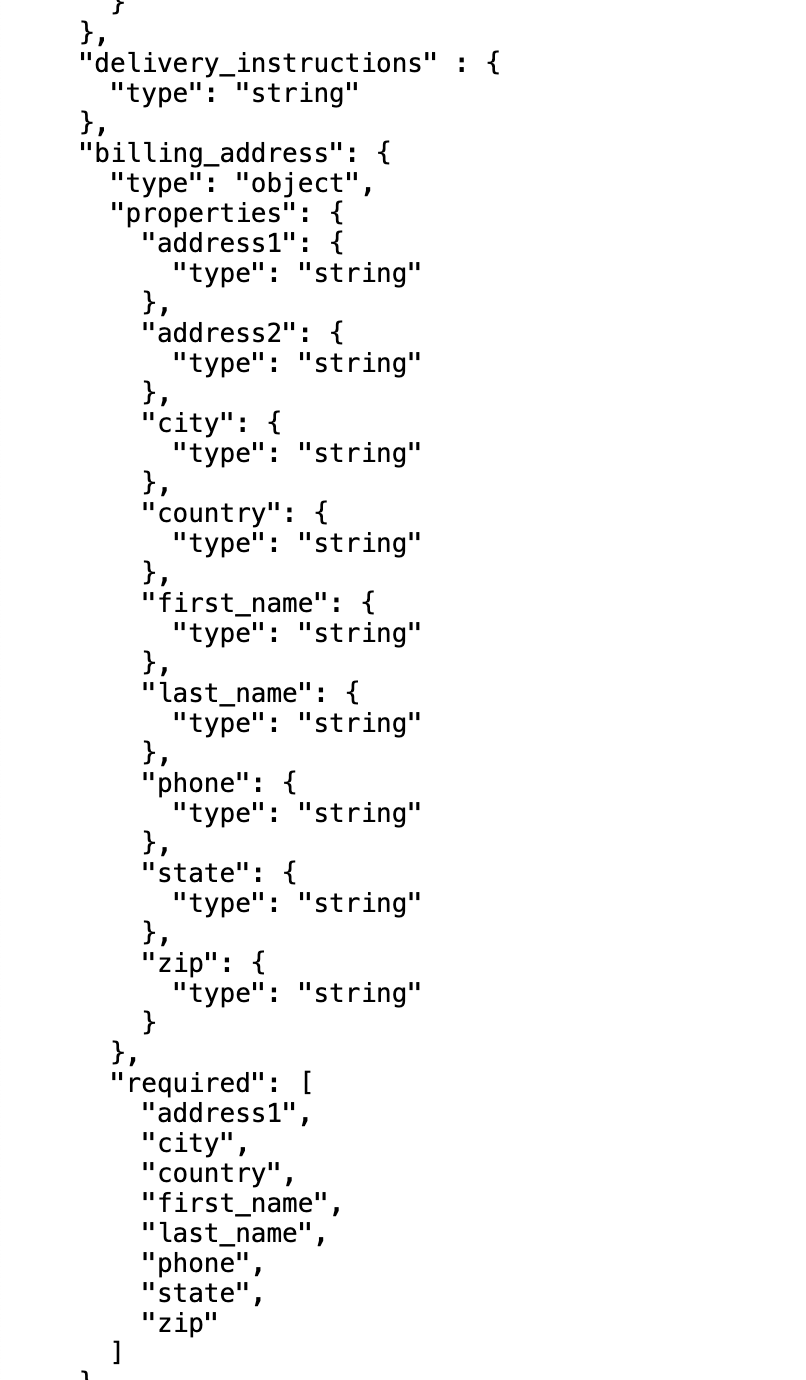 }
},
"delivery_instructions" : {
  "type": "string"
},
"billing_address": {
  "type": "object",
  "properties": {
    "address1": {
      "type": "string"
    },
    "address2": {
      "type": "string"
    },
    "city": {
      "type": "string"
    },
    "country": {
      "type": "string"
    },
    "first_name": {
      "type": "string"
    },
    "last_name": {
      "type": "string"
    },
    "phone": {
      "type": "string"
    },
    "state": {
      "type": "string"
    },
    "zip": {
      "type": "string"
    }
  },
  "required": [
    "address1",
    "city",
    "country",
    "first_name",
    "last_name",
    "phone",
    "state",
    "zip"
  ]
}